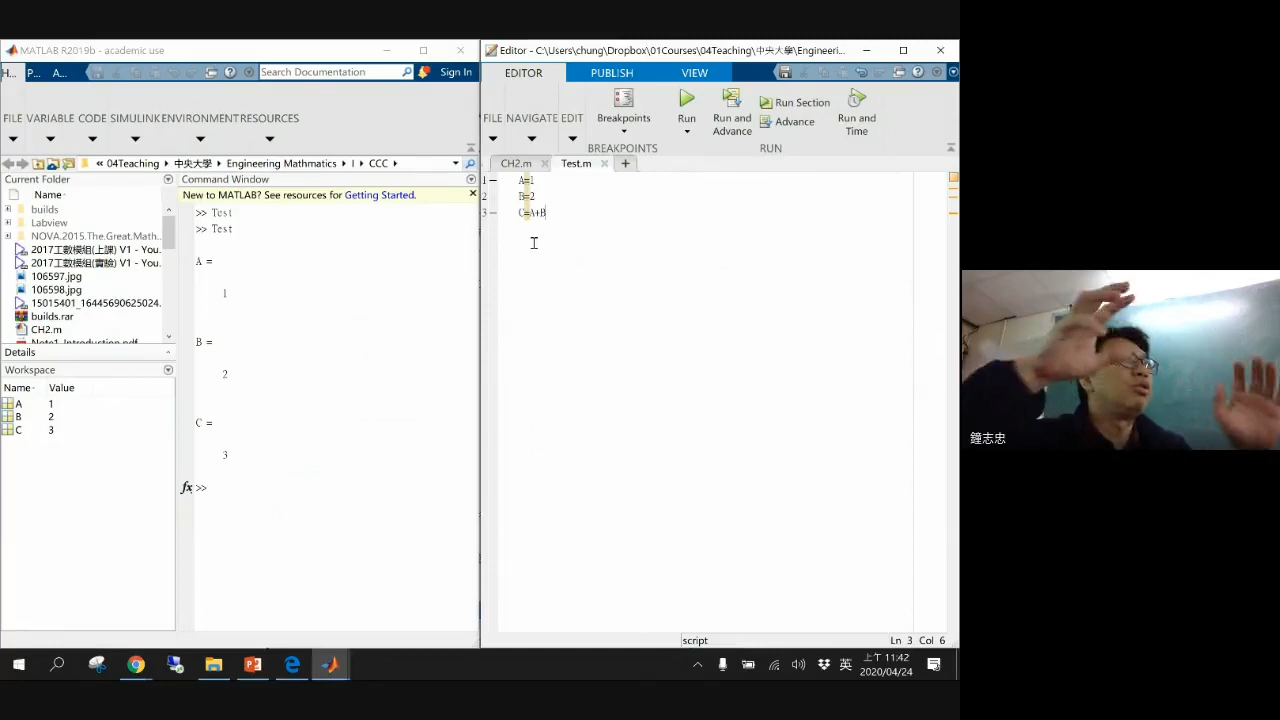 MATLAB R2019b - academic use
H... P... A... Search Documentation Sign In
FILE VARIABLE CODE SIMULINK ENVIRONMENT RESOURCES
« 04Teaching 中央大學 Engineering Mathmatics I CCC
Current Folder
Name
builds
Labview
NOVA.2015.The.Great.Math...
2017工數模組(上課) V1 - You...
2017工數模組(實驗) V1 - You...
106597.jpg
106598.jpg
15015401_16445690625024...
builds.rar
CH2.m
Note1_Introduction.pdf
Details
Workspace
Name Value
A 1
B 2
C 3
Command Window
New to MATLAB? See resources for Getting Started.
>> Test
>> Test
A =
1
B =
2
C =
3
fx >>
Editor - C:\Users\chung\Dropbox\01Courses\04Teaching\中央大學\Engineeri...
EDITOR PUBLISH VIEW
FILE NAVIGATE EDIT Breakpoints Run Run and Advance Run Section Advance Run and Time
BREAKPOINTS RUN
CH2.m Test.m
1 A=1
2 B=2
3 C=A+B
script Ln 3 Col 6
鐘志忠
英 上午 11:42
2020/04/24